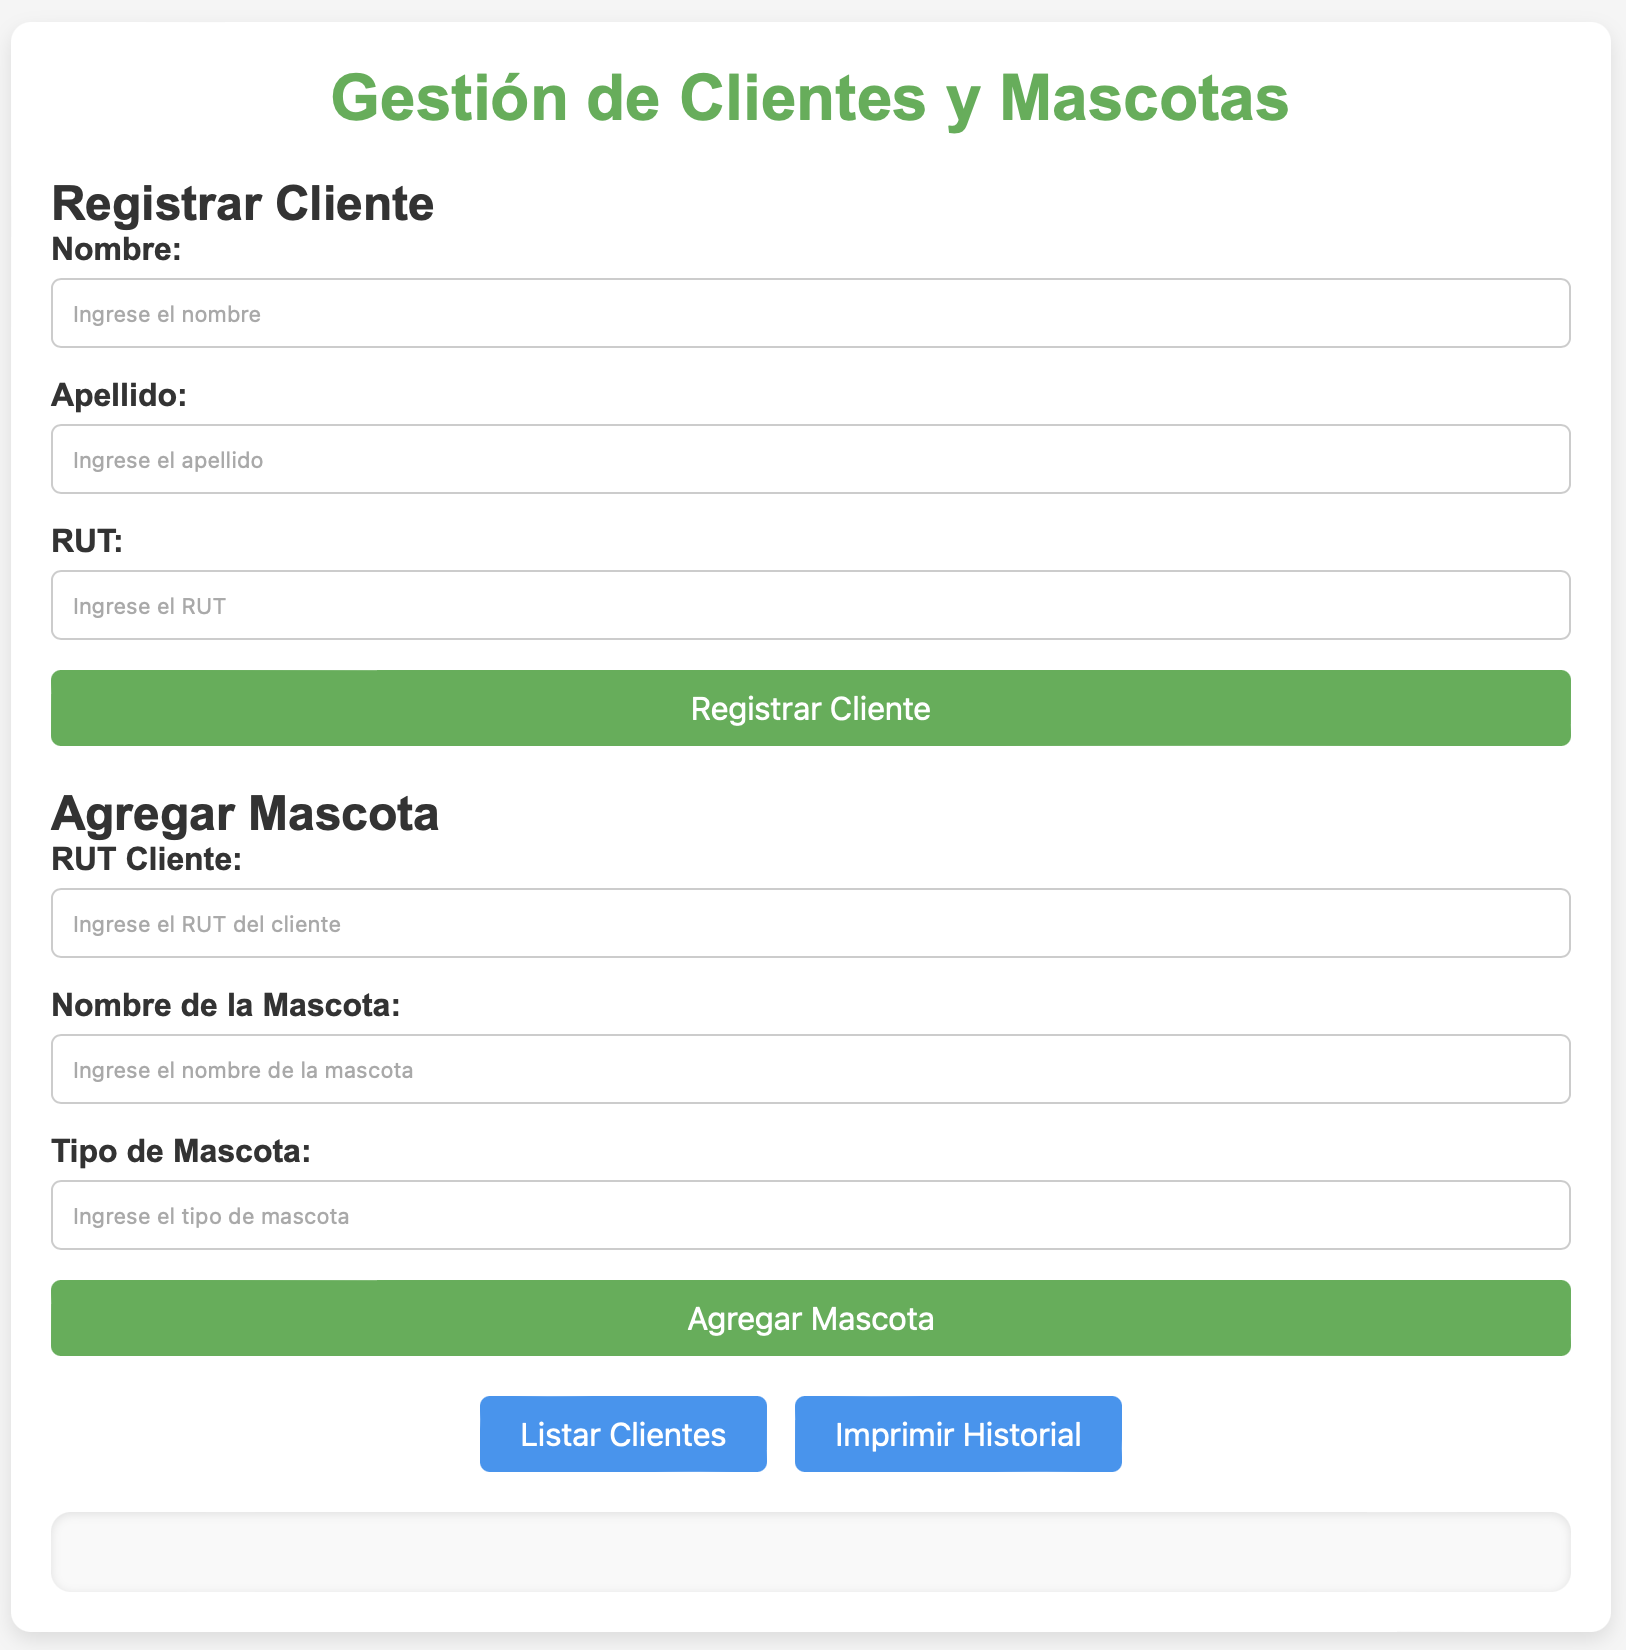 Gestión de Clientes y Mascotas
Registrar Cliente
Nombre:
Ingrese el nombre
Apellido:
Ingrese el apellido
RUT:
Ingrese el RUT
Registrar Cliente
Agregar Mascota
RUT Cliente:
Ingrese el RUT del cliente
Nombre de la Mascota:
Ingrese el nombre de la mascota
Tipo de Mascota:
Ingrese el tipo de mascota
Agregar Mascota
Listar Clientes
Imprimir Historial